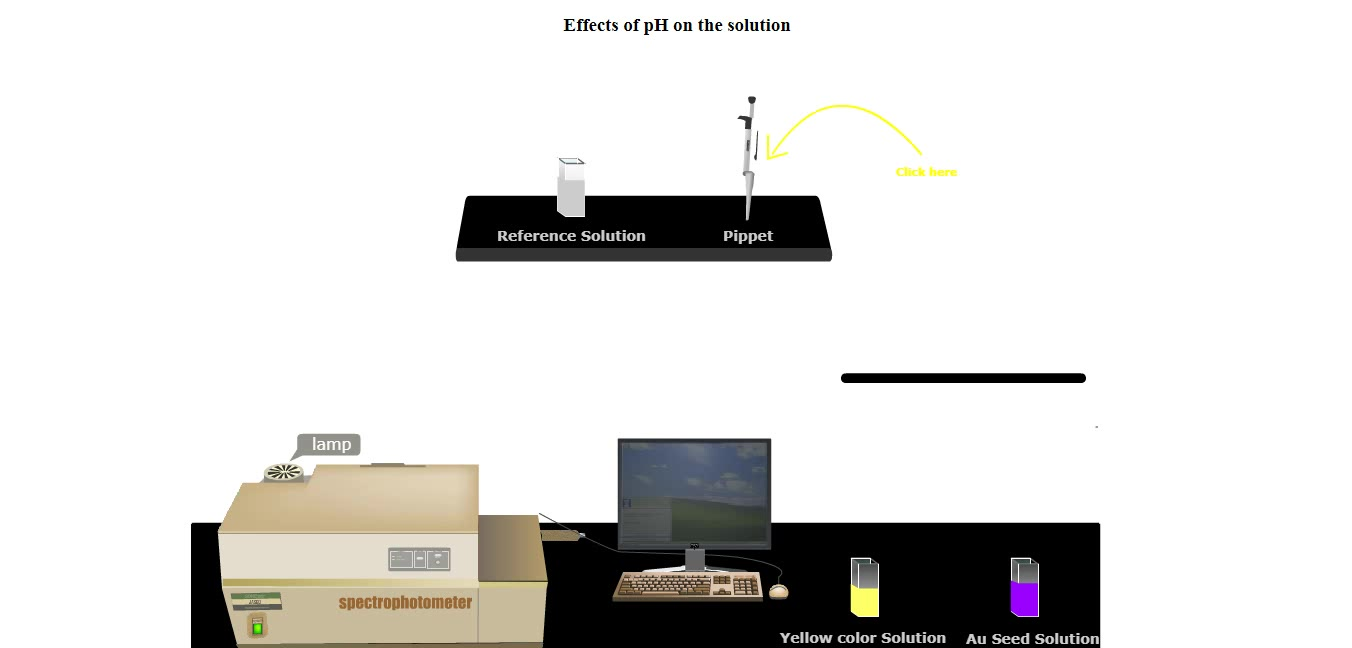 Effects of pH on the solution
Click here
Reference Solution
Pippet
lamp
spectrophotometer
Yellow color Solution
Au Seed Solution